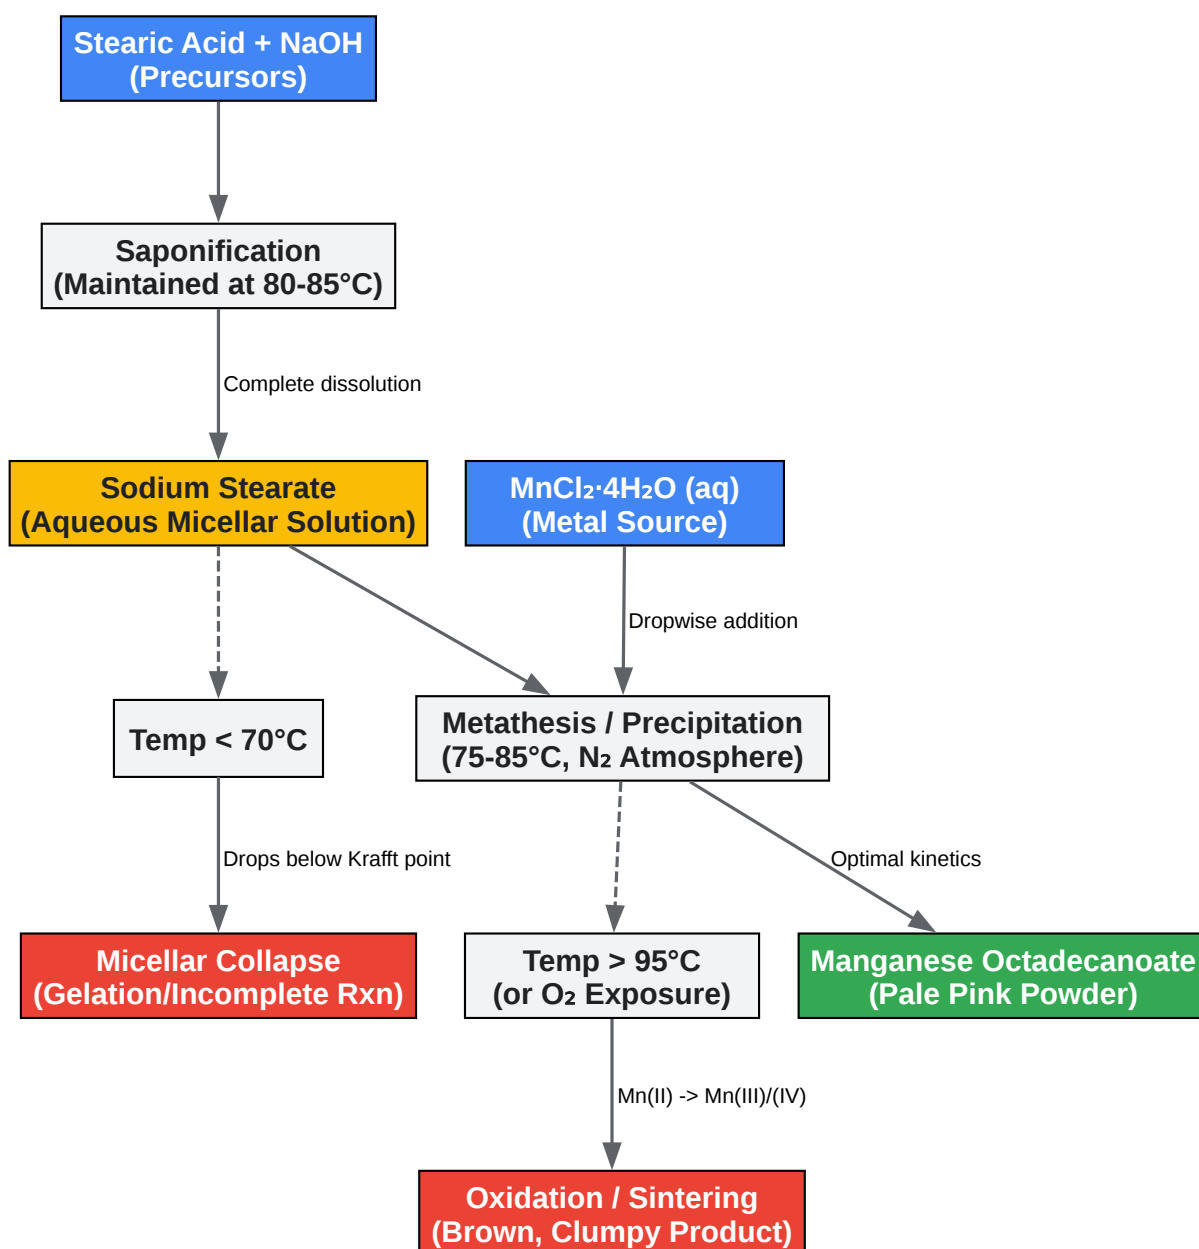 Stearic Acid + NaOH
(Precursors)
Saponification
(Maintained at 80-85°C)
Complete dissolution
Sodium Stearate
(Aqueous Micellar Solution)
MnCl₂·4H₂O (aq)
(Metal Source)
Dropwise addition
Temp < 70°C
Metathesis / Precipitation
(75-85°C, N₂ Atmosphere)
Drops below Krafft point
Optimal kinetics
Micellar Collapse
(Gelation/Incomplete Rxn)
Temp > 95°C
(or O₂ Exposure)
Manganese Octadecanoate
(Pale Pink Powder)
Mn(II) -> Mn(III)/(IV)
Oxidation / Sintering
(Brown, Clumpy Product)